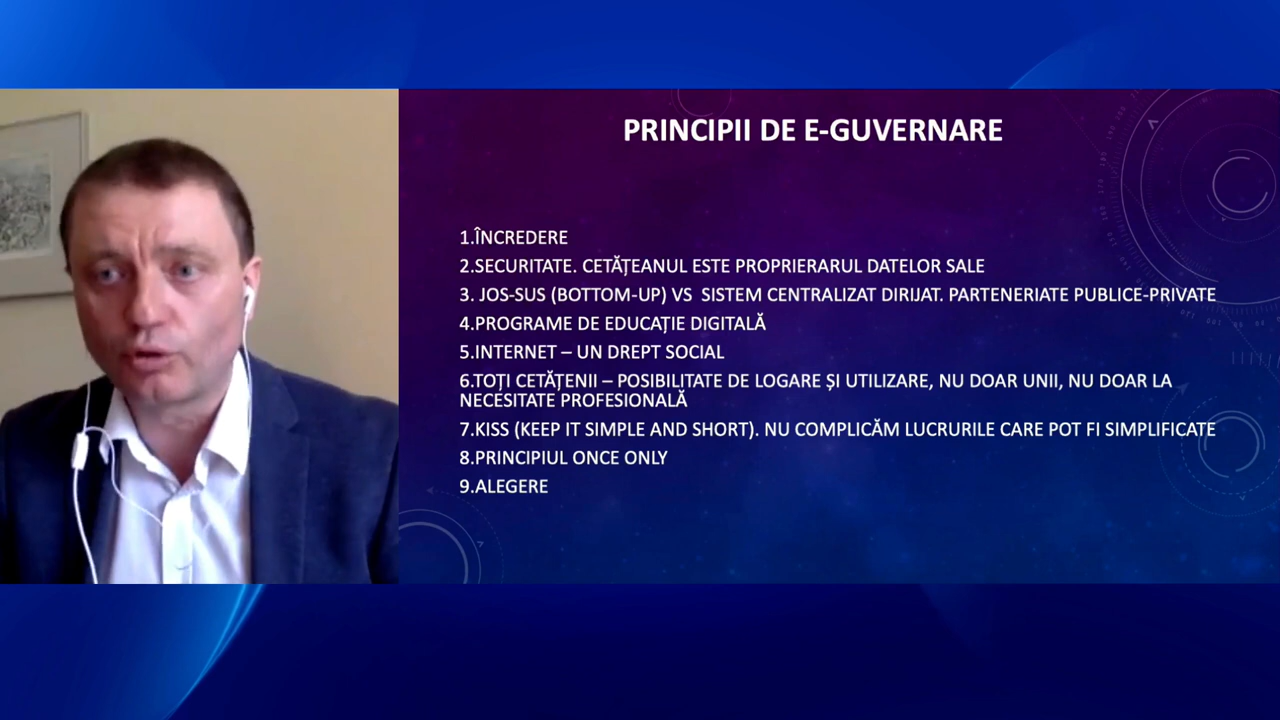 PRINCIPII DE E-GUVERNARE
1.ÎNCREDERE
2.SECURITATE. CETĂȚEANUL ESTE PROPRIERARUL DATELOR SALE
3. JOS-SUS (BOTTOM-UP) VS SISTEM CENTRALIZAT DIRIJAT. PARTENERIATE PUBLICE-PRIVATE
4.PROGRAME DE EDUCAȚIE DIGITALĂ
5.INTERNET – UN DREPT SOCIAL
6.TOȚI CETĂȚENII – POSIBILITATE DE LOGARE ȘI UTILIZARE, NU DOAR UNII, NU DOAR LA
NECESITATE PROFESIONALĂ
7.KISS (KEEP IT SIMPLE AND SHORT). NU COMPLICĂM LUCRURILE CARE POT FI SIMPLIFICATE
8.PRINCIPIUL ONCE ONLY
9.ALEGERE